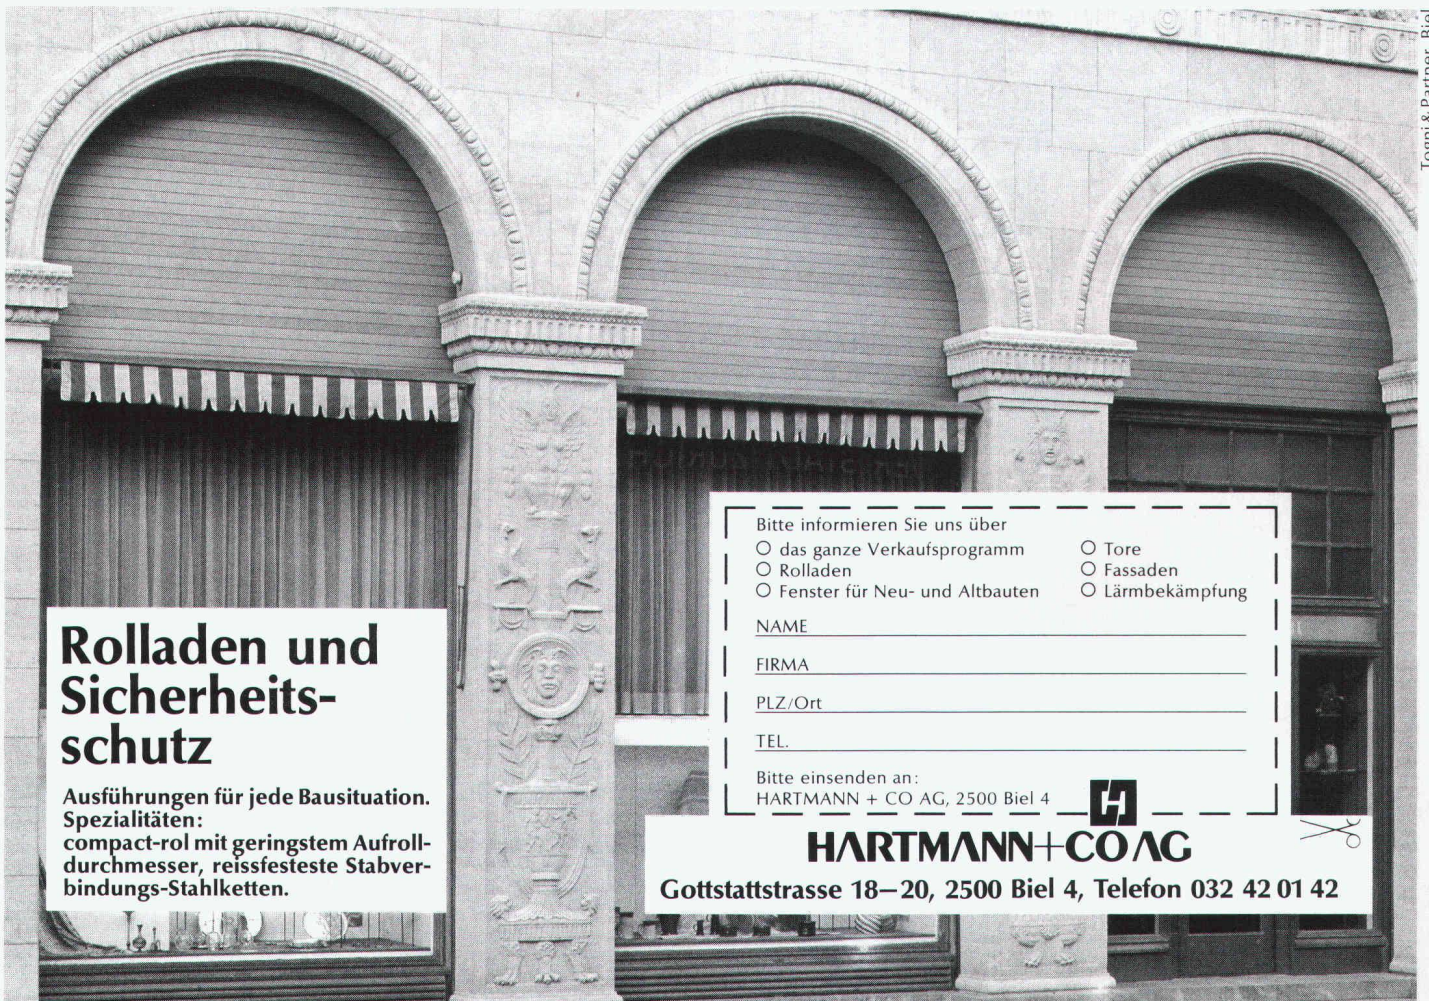 Togni & Partner, Biel
Bitte informieren Sie uns über
O das ganze Verkaufsprogramm
O Rolladen
O Fenster für Neu- und Altbauten
O Tore
O Fassaden
O Lärmbekämpfung
NAME
FIRMA
PLZ/Ort
TEL.
Bitte einsenden an:
HARTMANN + CO AG, 2500 Biel 4
Rolladen und
Sicherheits-
schutz
Ausführungen für jede Bausituation.
Spezialitäten:
compact-rol mit geringstem Aufroll-
durchmesser, reissfesteste Stabver-
bindungs-Stahlketten.
H
HARTMANN+CO AG
Gottstattstrasse 18–20, 2500 Biel 4, Telefon 032 42 01 42